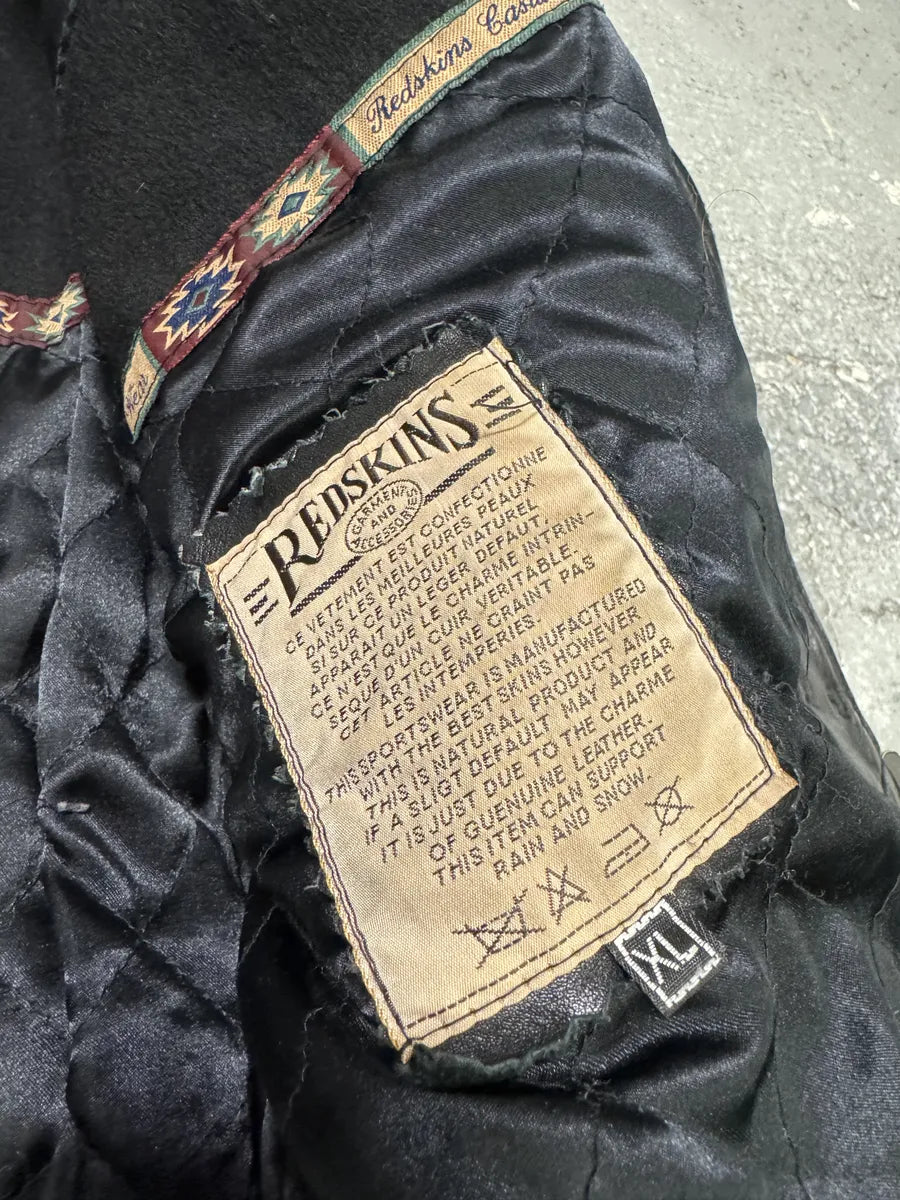 Redskins Casu
New
REDSKINS
GARMENTS
AND
ACCESSORIES
CE VETEMENT EST CONFECTIONNE
DANS LES MEILLEURES PEAUX
SI SUR CE PRODUIT NATUREL
APPARAIT UN LEGER DEFAUT,
CE N'EST QUE LE CHARME INTRIN-
SEQUE D'UN CUIR VERITABLE.
CET ARTICLE NE CRAINT PAS
LES INTEMPERIES.
THIS SPORTSWEAR IS MANUFACTURED
WITH THE BEST SKINS HOWEVER
THIS IS NATURAL PRODUCT AND
IF A SLIGT DEFAULT MAY APPEAR
IT IS JUST DUE TO THE CHARME
OF GUENUINE LEATHER.
THIS ITEM CAN SUPPORT
RAIN AND SNOW.
XL